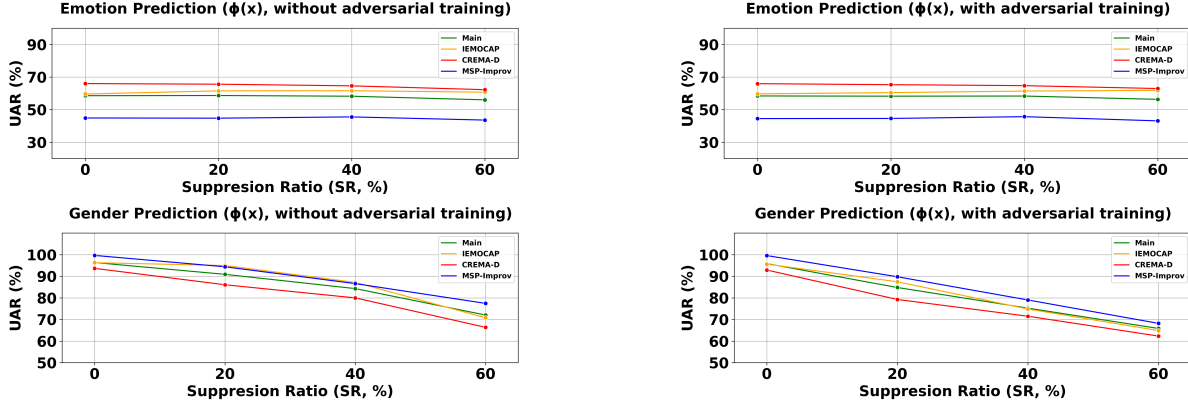 Emotion Prediction (ϕ(x), without adversarial training)
90
70
50
30
UAR (%)
Main
IEMOCAP
CREMA-D
MSP-Improv
0 20 40 60
Suppresion Ratio (SR, %)
Emotion Prediction (ϕ(x), with adversarial training)
90
70
50
30
UAR (%)
Main
IEMOCAP
CREMA-D
MSP-Improv
0 20 40 60
Suppresion Ratio (SR, %)
Gender Prediction (ϕ(x), without adversarial training)
100
90
80
70
60
50
UAR (%)
Main
IEMOCAP
CREMA-D
MSP-Improv
0 20 40 60
Suppresion Ratio (SR, %)
Gender Prediction (ϕ(x), with adversarial training)
100
90
80
70
60
50
UAR (%)
Main
IEMOCAP
CREMA-D
MSP-Improv
0 20 40 60
Suppresion Ratio (SR, %)